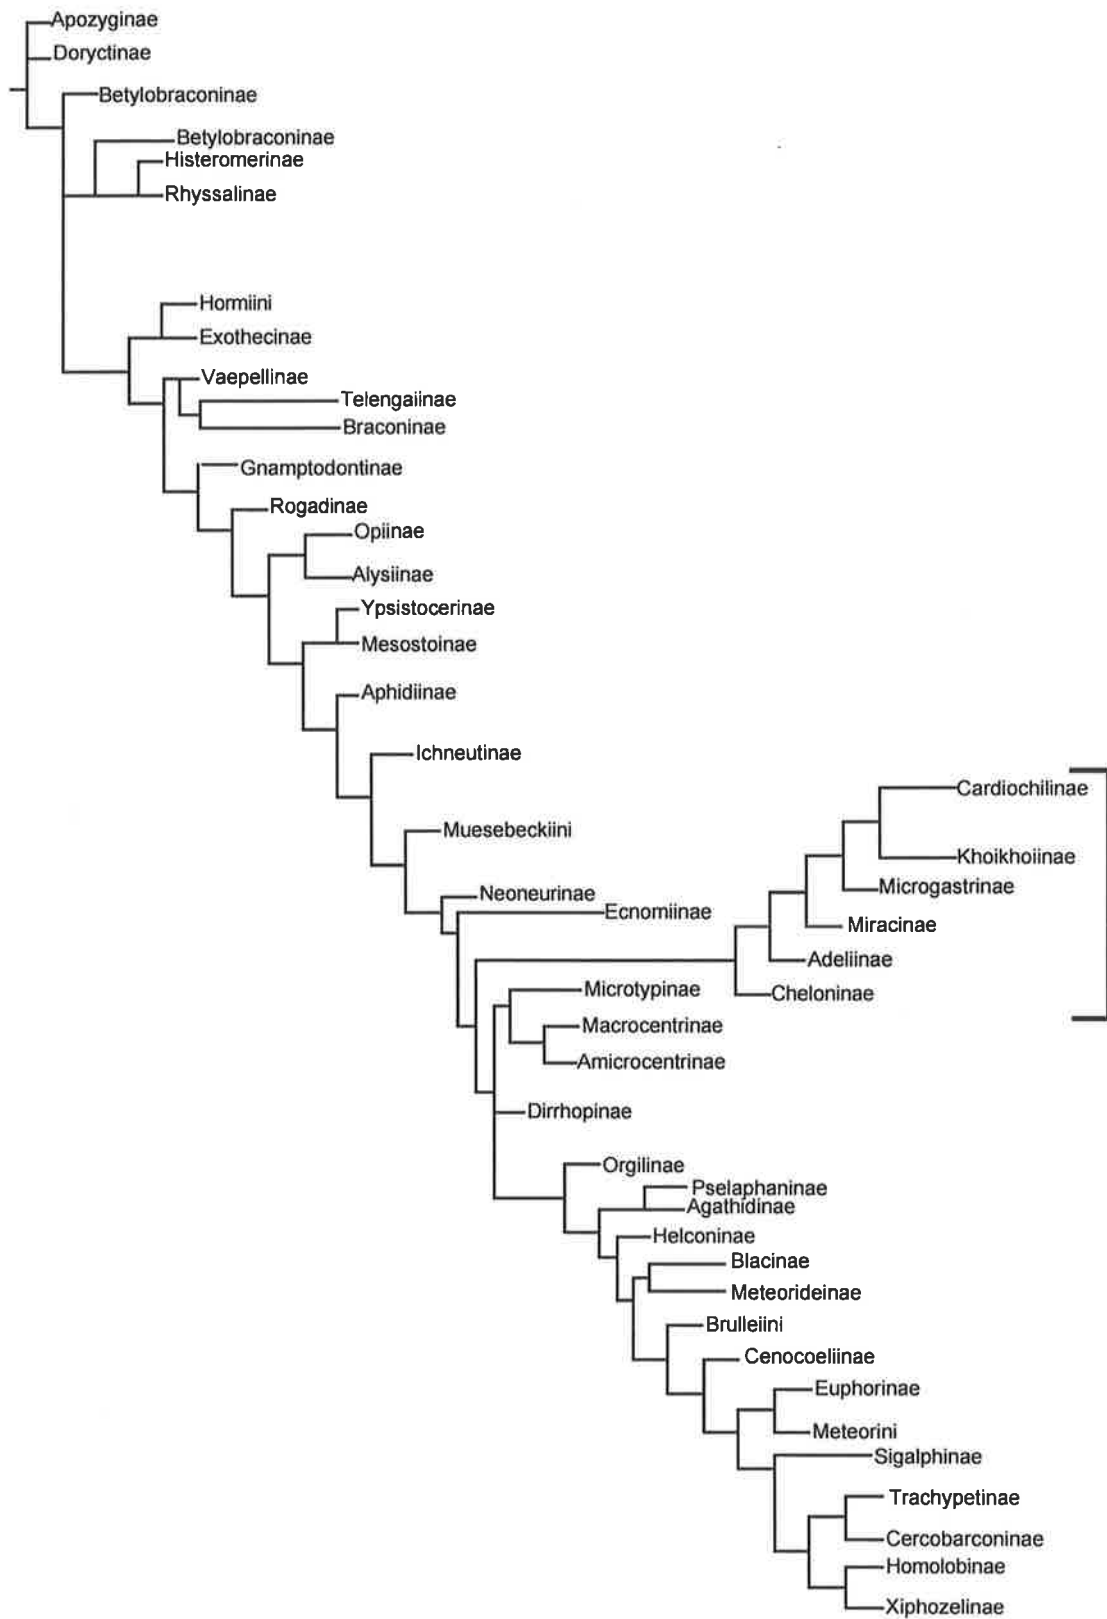 Apozyginae
Doryctinae
Betylobraconinae
Betylobraconinae
Histeromerinae
Rhyssalinae
Hormiini
Exothecinae
Vaepellinae
Telengaiinae
Braconinae
Gnamptodontinae
Rogadinae
Opiinae
Alysiinae
Ypsistocerinae
Mesostoinae
Aphidiinae
Ichneutinae
Cardiochilinae
Muesebeckiini
Khoikhoiinae
Microgastrinae
Neoneurinae
Ecnomiinae
Miracinae
Adeliinae
Microtypinae
Cheloninae
Macrocentrinae
Amicrocentrinae
Dirrhopinae
Orgilinae
Pselaphaninae
Agathidinae
Helconinae
Blacinae
Meteorideinae
Brulleiini
Cenocoeliinae
Euphorinae
Meteorini
Sigalphinae
Trachypetinae
Cercobarconinae
Homolobinae
Xiphozelinae